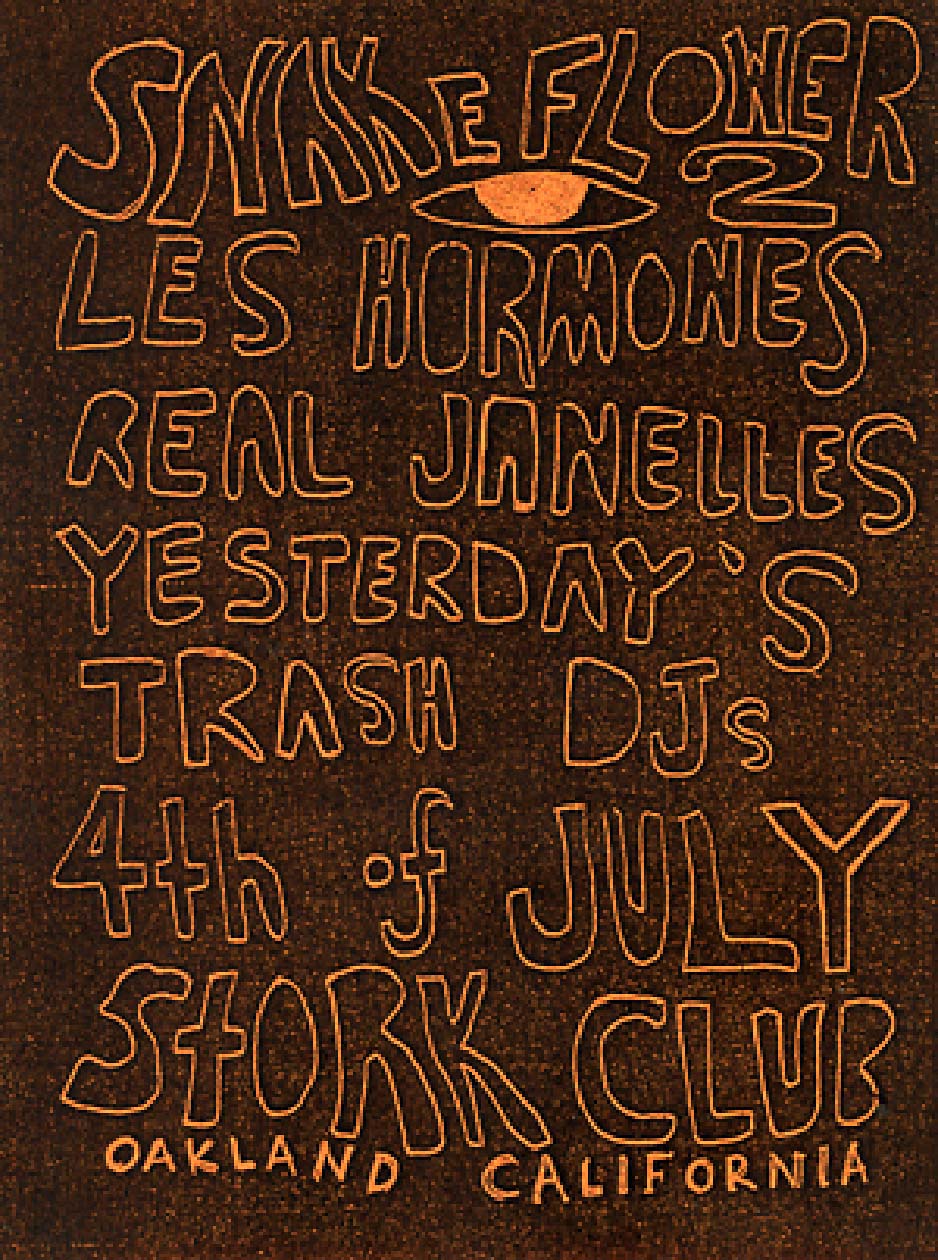 SNAKE FLOWER
2
LES HORMONES
REAL JANELLES
YESTERDAY'S
TRASH DJs
4th of JULY
StORK CLUB
OAKLAND CALIFORNIA